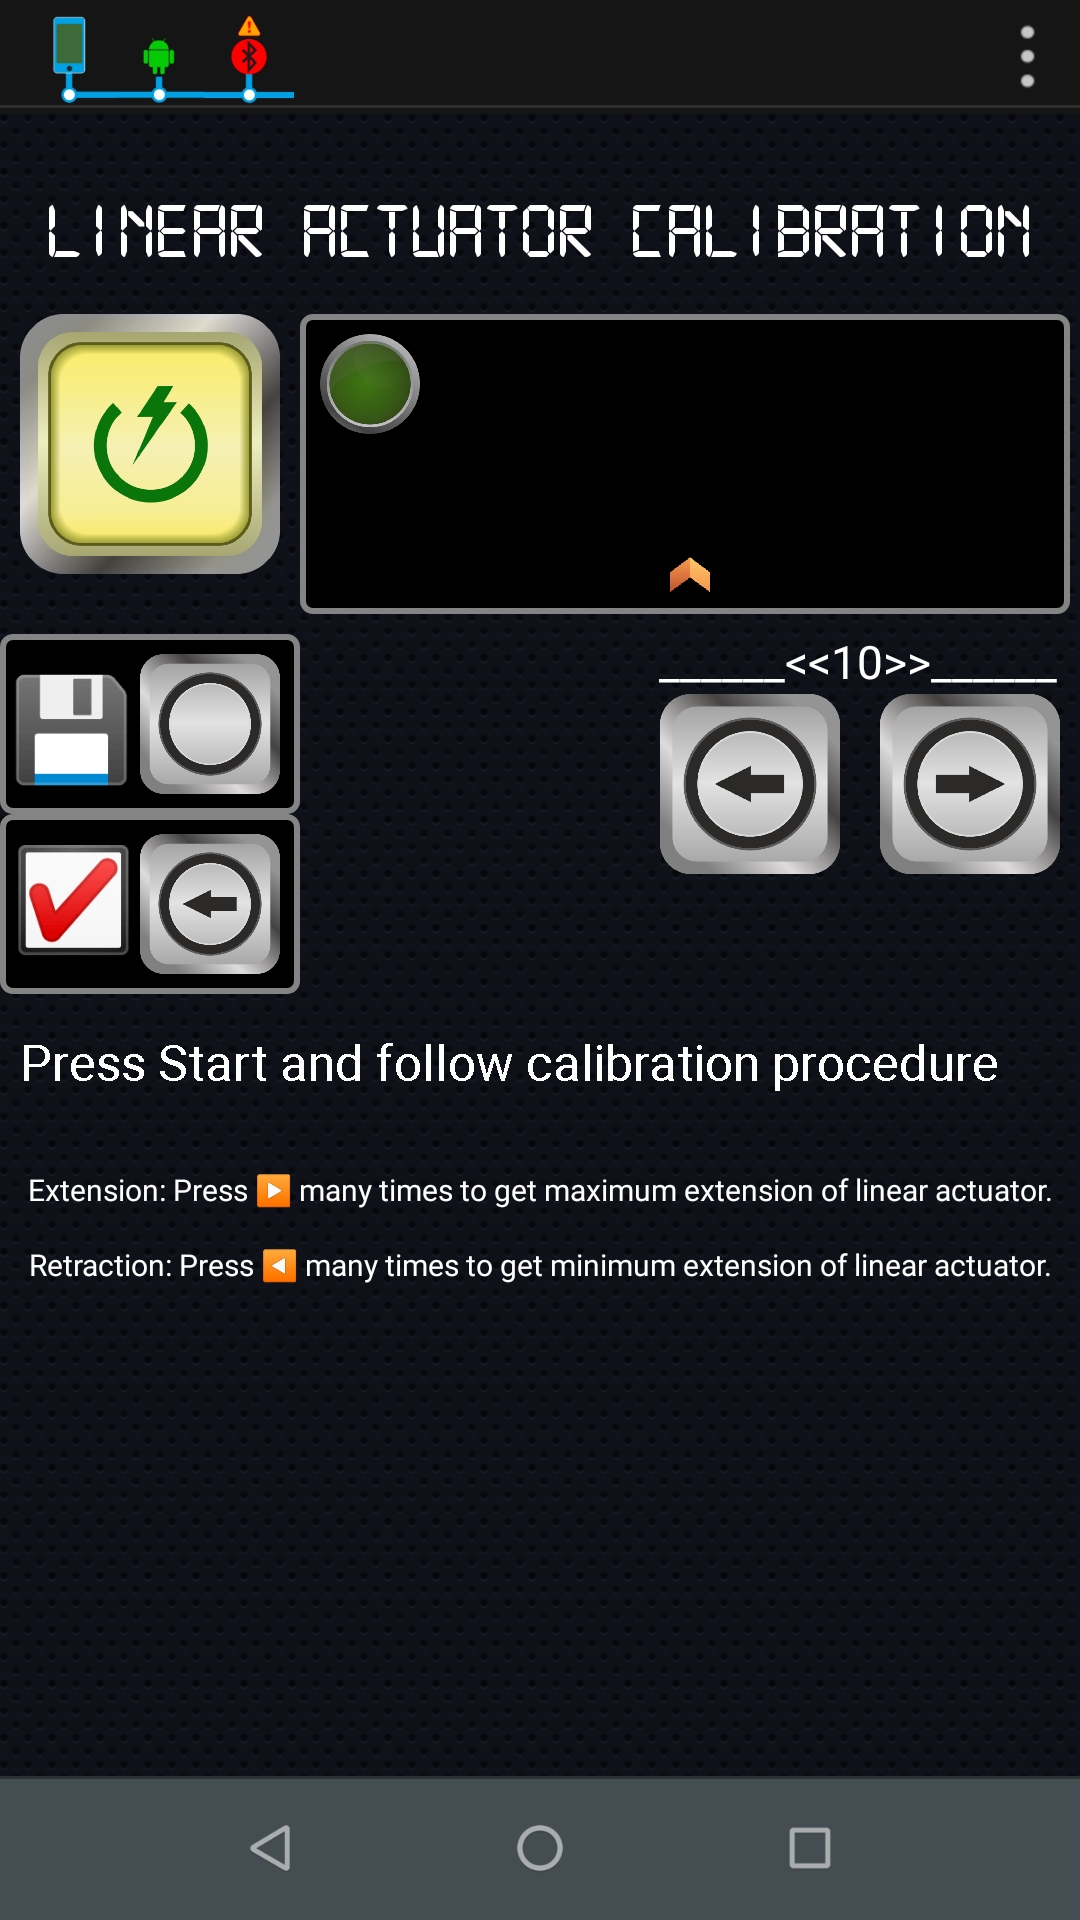 LINEAR ACTUATOR CALIBRATION
______<<10>>______
Press Start and follow calibration procedure
Extension: Press ▶️ many times to get maximum extension of linear actuator.
Retraction: Press ◀️ many times to get minimum extension of linear actuator.